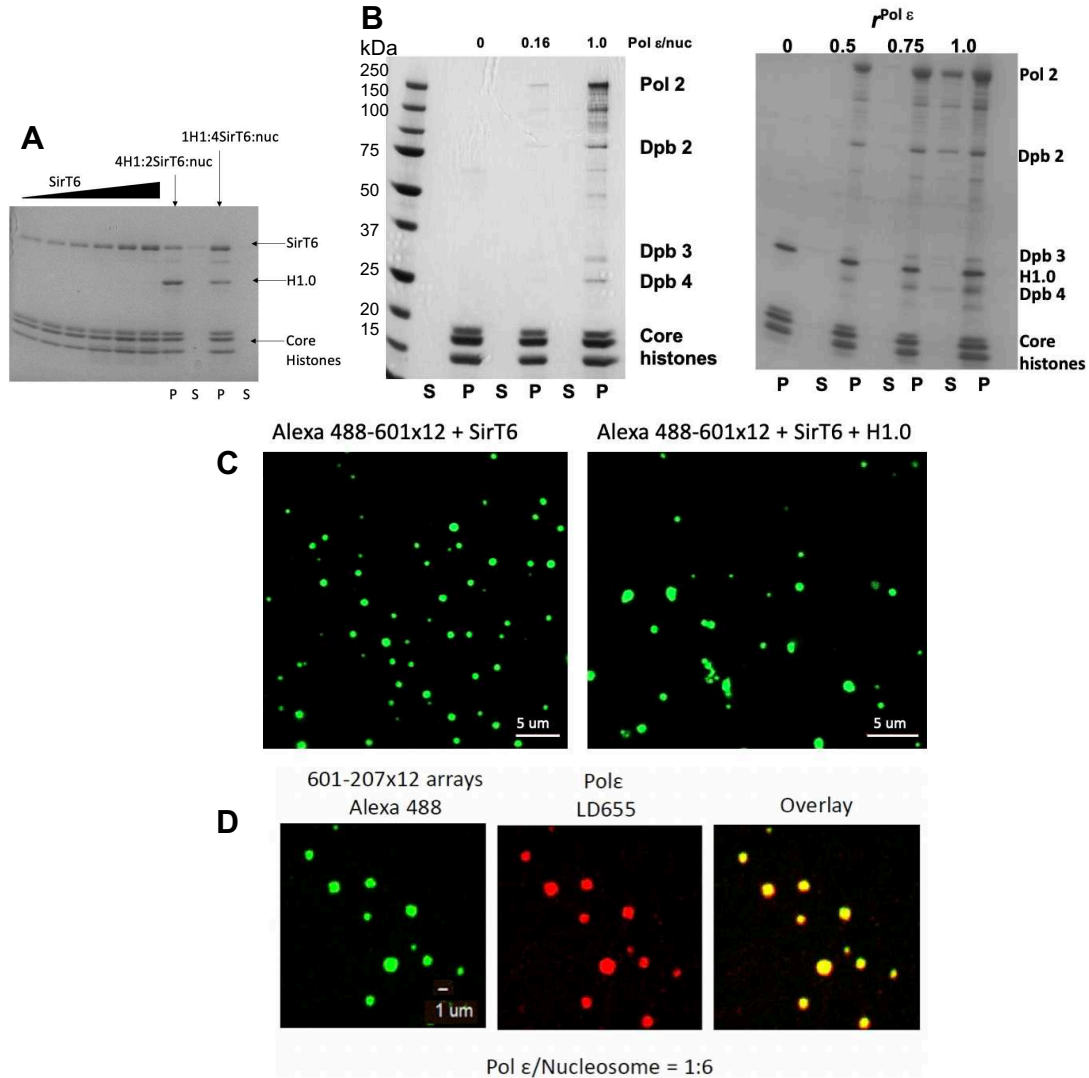 A
1H1:4SirT6:nuc
4H1:2SirT6:nuc
SirT6
SirT6
H1.0
Core
Histones
P S P S
B
kDa
250
150
100
75
50
37
25
20
15
0 0.16 1.0 Pol ε/nuc
Pol 2
Dpb 2
Dpb 3
Dpb 4
Core
histones
S P S P S P
rPol ε
0 0.5 0.75 1.0
Pol 2
Dpb 2
Dpb 3
H1.0
Dpb 4
Core
histones
P S P S P S P
C
Alexa 488-601x12 + SirT6
5 um
Alexa 488-601x12 + SirT6 + H1.0
5 um
D
601-207x12 arrays
Alexa 488
1 um
Polε
LD655
Overlay
Pol ε/Nucleosome = 1:6